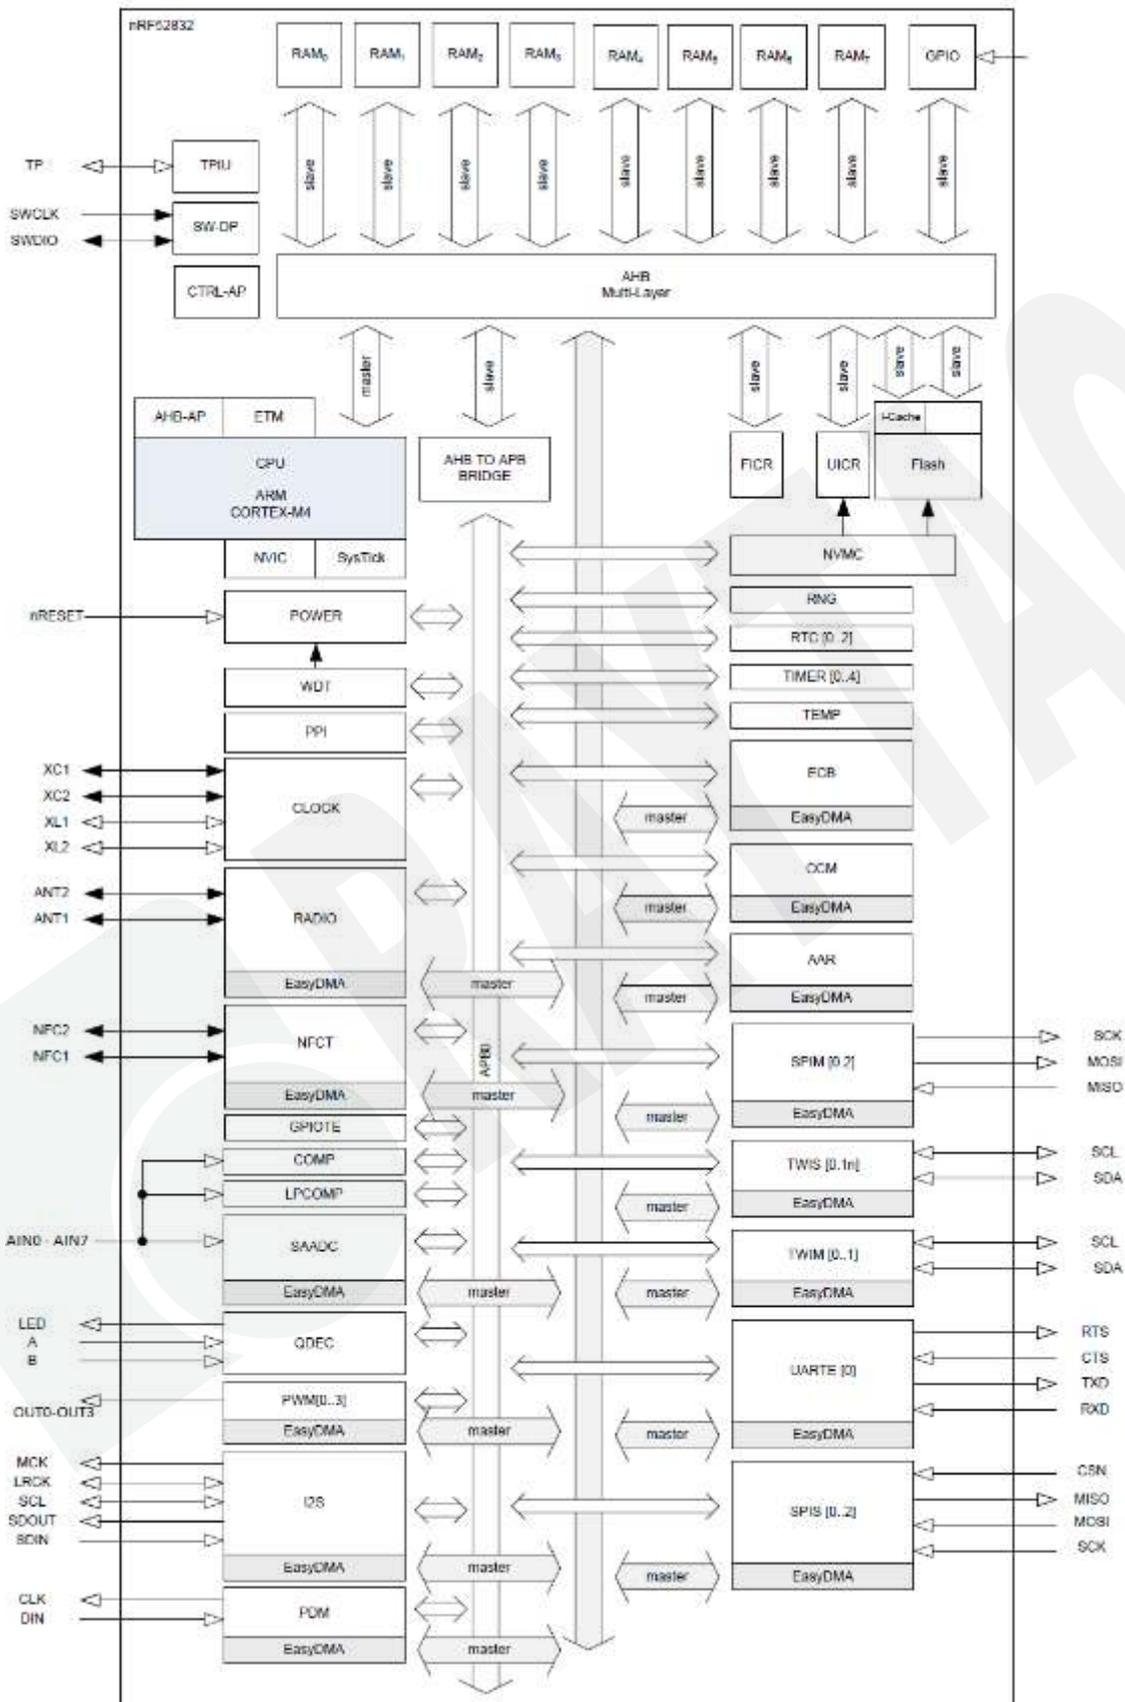 nRF52832
RAM0
RAM1
RAM2
RAM3
RAM4
RAM5
RAM6
RAM7
GPIO
slave
slave
slave
slave
slave
slave
slave
slave
slave
TP
TPIU
SWCLK
SWDIO
SW-DP
CTRL-AP
AHB
Multi-Layer
master
slave
slave
slave
slave
slave
AHB-AP
ETM
CPU
ARM
CORTEX-M4
NVIC
SysTick
AHB TO APB
BRIDGE
FICR
UICR
I-Cache
Flash
NVMC
nRESET
POWER
RNG
RTC [0..2]
WDT
TIMER [0..4]
PPI
TEMP
XC1
XC2
XL1
XL2
CLOCK
ECB
master
EasyDMA
ANT2
ANT1
RADIO
CCM
master
EasyDMA
AAR
EasyDMA
master
master
EasyDMA
NFC2
NFC1
NFCT
APB0
SPIM [0.2]
SCK
MOSI
MISO
EasyDMA
master
master
EasyDMA
GPIOTE
COMP
LPCOMP
TWIS [0.1n]
SCL
SDA
master
EasyDMA
AIN0 - AIN7
SAADC
TWIM [0..1]
SCL
SDA
EasyDMA
master
master
EasyDMA
LED
A
B
QDEC
UARTE [0]
RTS
CTS
TXD
RXD
OUT0-OUT3
PWM[0..3]
EasyDMA
master
master
EasyDMA
MCK
LRCK
SCL
SDOUT
SDIN
I2S
SPIS [0..2]
CSN
MISO
MOSI
SCK
EasyDMA
master
master
EasyDMA
CLK
DIN
PDM
EasyDMA
master
RAYTAC